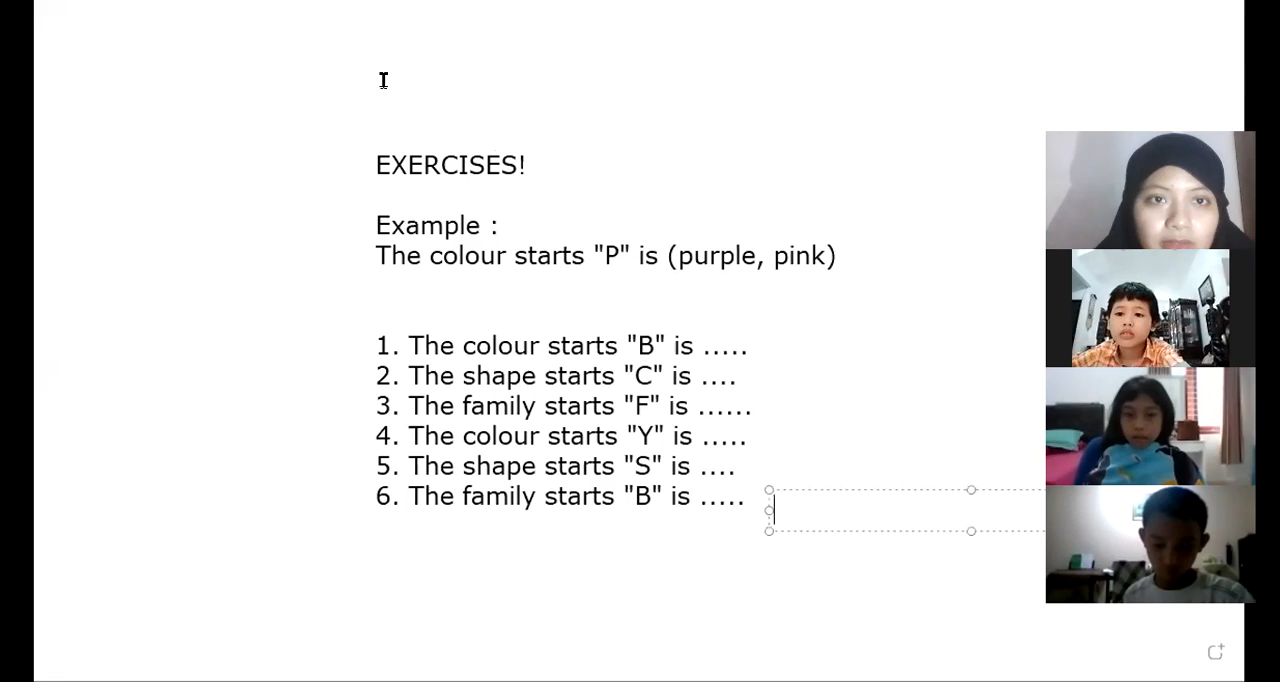 EXERCISES!
Example :
The colour starts "P" is (purple, pink)
1. The colour starts "B" is .....
2. The shape starts "C" is ....
3. The family starts "F" is ......
4. The colour starts "Y" is .....
5. The shape starts "S" is ....
6. The family starts "B" is .....